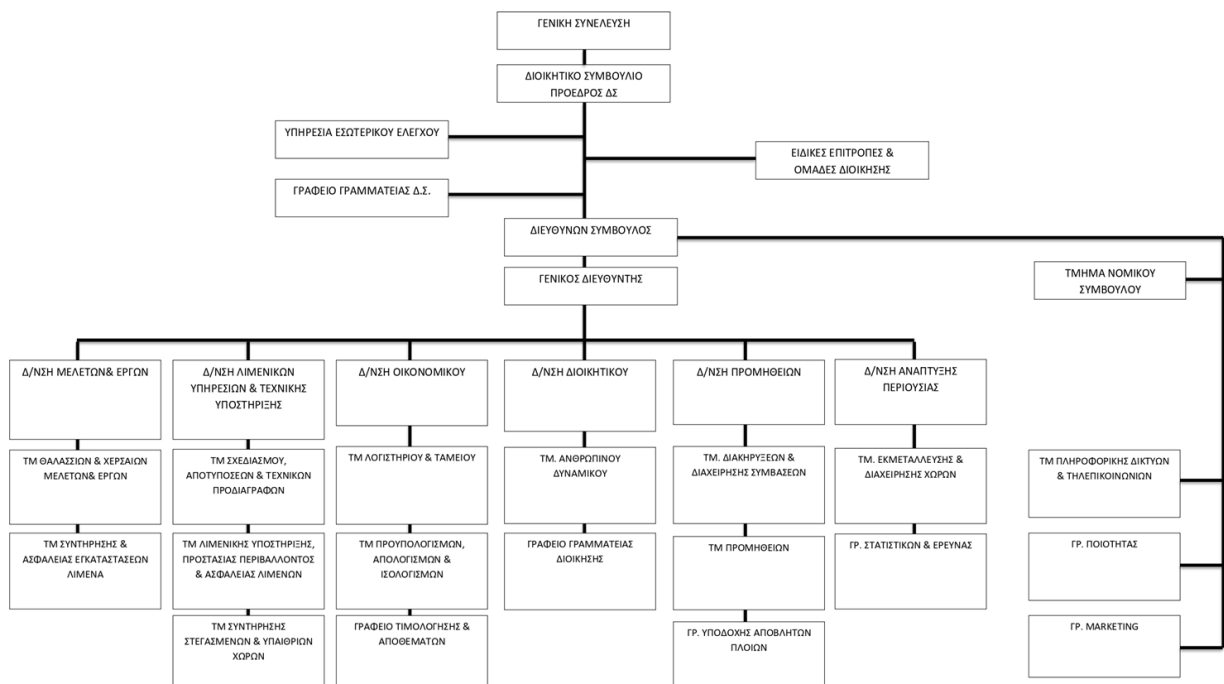 ΓΕΝΙΚΗ ΣΥΝΕΛΕΥΣΗ
ΔΙΟΙΚΗΤΙΚΟ ΣΥΜΒΟΥΛΙΟ
ΠΡΟΕΔΡΟΣ ΔΣ
ΥΠΗΡΕΣΙΑ ΕΣΩΤΕΡΙΚΟΥ ΕΛΕΓΧΟΥ
ΕΙΔΙΚΕΣ ΕΠΙΤΡΟΠΕΣ &
ΟΜΑΔΕΣ ΔΙΟΙΚΗΣΗΣ
ΓΡΑΦΕΙΟ ΓΡΑΜΜΑΤΕΙΑΣ Δ.Σ.
ΔΙΕΥΘΥΝΩΝ ΣΥΜΒΟΥΛΟΣ
ΓΕΝΙΚΟΣ ΔΙΕΥΘΥΝΤΗΣ
ΤΜΗΜΑ ΝΟΜΙΚΟΥ
ΣΥΜΒΟΥΛΟΥ
Δ/ΝΣΗ ΜΕΛΕΤΩΝ& ΕΡΓΩΝ
Δ/ΝΣΗ ΛΙΜΕΝΙΚΩΝ
ΥΠΗΡΕΣΙΩΝ & ΤΕΧΝΙΚΗΣ
ΥΠΟΣΤΗΡΙΞΗΣ
Δ/ΝΣΗ ΟΙΚΟΝΟΜΙΚΟΥ
Δ/ΝΣΗ ΔΙΟΙΚΗΤΙΚΟΥ
Δ/ΝΣΗ ΠΡΟΜΗΘΕΙΩΝ
Δ/ΝΣΗ ΑΝΑΠΤΥΞΗΣ
ΠΕΡΙΟΥΣΙΑΣ
ΤΜ ΘΑΛΑΣΣΙΩΝ & ΧΕΡΣΑΙΩΝ
ΜΕΛΕΤΩΝ& ΕΡΓΩΝ
ΤΜ ΣΧΕΔΙΑΣΜΟΥ,
ΑΠΟΤΥΠΩΣΕΩΝ & ΤΕΧΝΙΚΩΝ
ΠΡΟΔΙΑΓΡΑΦΩΝ
ΤΜ ΛΟΓΙΣΤΗΡΙΟΥ & ΤΑΜΕΙΟΥ
ΤΜ. ΑΝΘΡΩΠΙΝΟΥ
ΔΥΝΑΜΙΚΟΥ
ΤΜ. ΔΙΑΚΗΡΥΞΕΩΝ &
ΔΙΑΧΕΙΡΗΣΗΣ ΣΥΜΒΑΣΕΩΝ
ΤΜ. ΕΚΜΕΤΑΛΛΕΥΣΗΣ &
ΔΙΑΧΕΙΡΗΣΗΣ ΧΩΡΩΝ
ΤΜ ΠΛΗΡΟΦΟΡΙΚΗΣ ΔΙΚΤΥΩΝ
& ΤΗΛΕΠΙΚΟΙΝΩΝΙΩΝ
ΤΜ ΣΥΝΤΗΡΗΣΗΣ &
ΑΣΦΑΛΕΙΑΣ ΕΓΚΑΤΑΣΤΑΣΕΩΝ
ΛΙΜΕΝΑ
ΤΜ ΛΙΜΕΝΙΚΗΣ ΥΠΟΣΤΗΡΙΞΗΣ,
ΠΡΟΣΤΑΣΙΑΣ ΠΕΡΙΒΑΛΛΟΝΤΟΣ
& ΑΣΦΑΛΕΙΑΣ ΛΙΜΕΝΩΝ
ΤΜ ΠΡΟΥΠΟΛΟΓΙΣΜΩΝ,
ΑΠΟΛΟΓΙΣΜΩΝ &
ΙΣΟΛΟΓΙΣΜΩΝ
ΓΡΑΦΕΙΟ ΓΡΑΜΜΑΤΕΙΑΣ
ΔΙΟΙΚΗΣΗΣ
ΤΜ ΠΡΟΜΗΘΕΙΩΝ
ΓΡ. ΣΤΑΤΙΣΤΙΚΩΝ & ΕΡΕΥΝΑΣ
ΓΡ. ΠΟΙΟΤΗΤΑΣ
ΤΜ ΣΥΝΤΗΡΗΣΗΣ
ΣΤΕΓΑΣΜΕΝΩΝ & ΥΠΑΙΘΡΙΩΝ
ΧΩΡΩΝ
ΓΡΑΦΕΙΟ ΤΙΜΟΛΟΓΗΣΗΣ &
ΑΠΟΘΕΜΑΤΩΝ
ΓΡ. ΥΠΟΔΟΧΗΣ ΑΠΟΒΛΗΤΩΝ
ΠΛΟΙΩΝ
ΓΡ. MARKETING